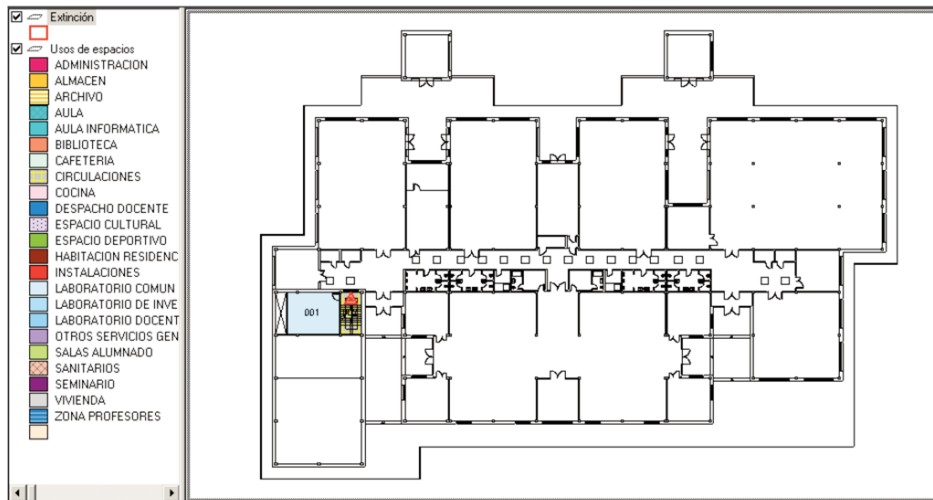 Extinción
Usos de espacios
ADMINISTRACION
ALMACEN
ARCHIVO
AULA
AULA INFORMATICA
BIBLIOTECA
CAFETERIA
CIRCULACIONES
COCINA
DESPACHO DOCENTE
ESPACIO CULTURAL
ESPACIO DEPORTIVO
HABITACION RESIDENC
INSTALACIONES
LABORATORIO COMUN
LABORATORIO DE INVE
LABORATORIO DOCENT
OTROS SERVICIOS GEN
SALAS ALUMNADO
SANITARIOS
SEMINARIO
VIVIENDA
ZONA PROFESORES
001